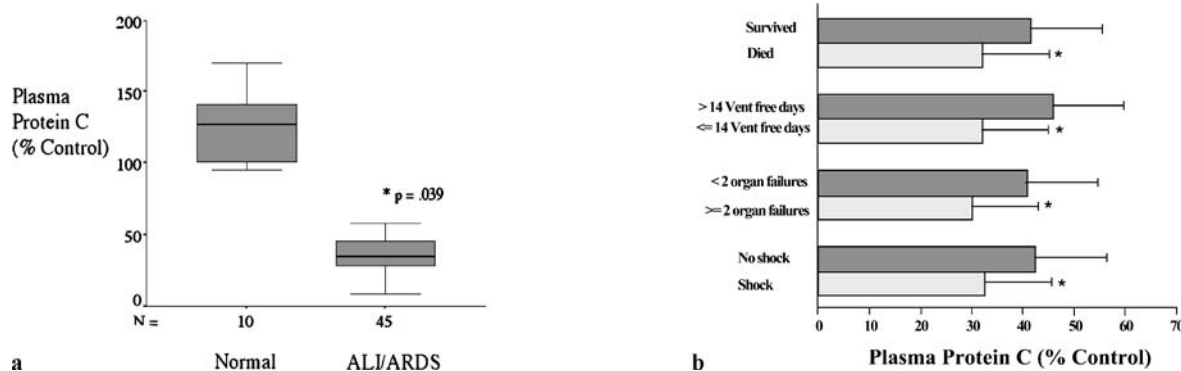 200
150
Plasma
Protein C
(% Control)
100
* p = .039
50
0
N =
10
45
a
Normal
ALI/ARDS
Survived
Died
*
> 14 Vent free days
<= 14 Vent free days
*
< 2 organ failures
>= 2 organ failures
*
No shock
Shock
*
0 10 20 30 40 50 60 70
b
Plasma Protein C (% Control)